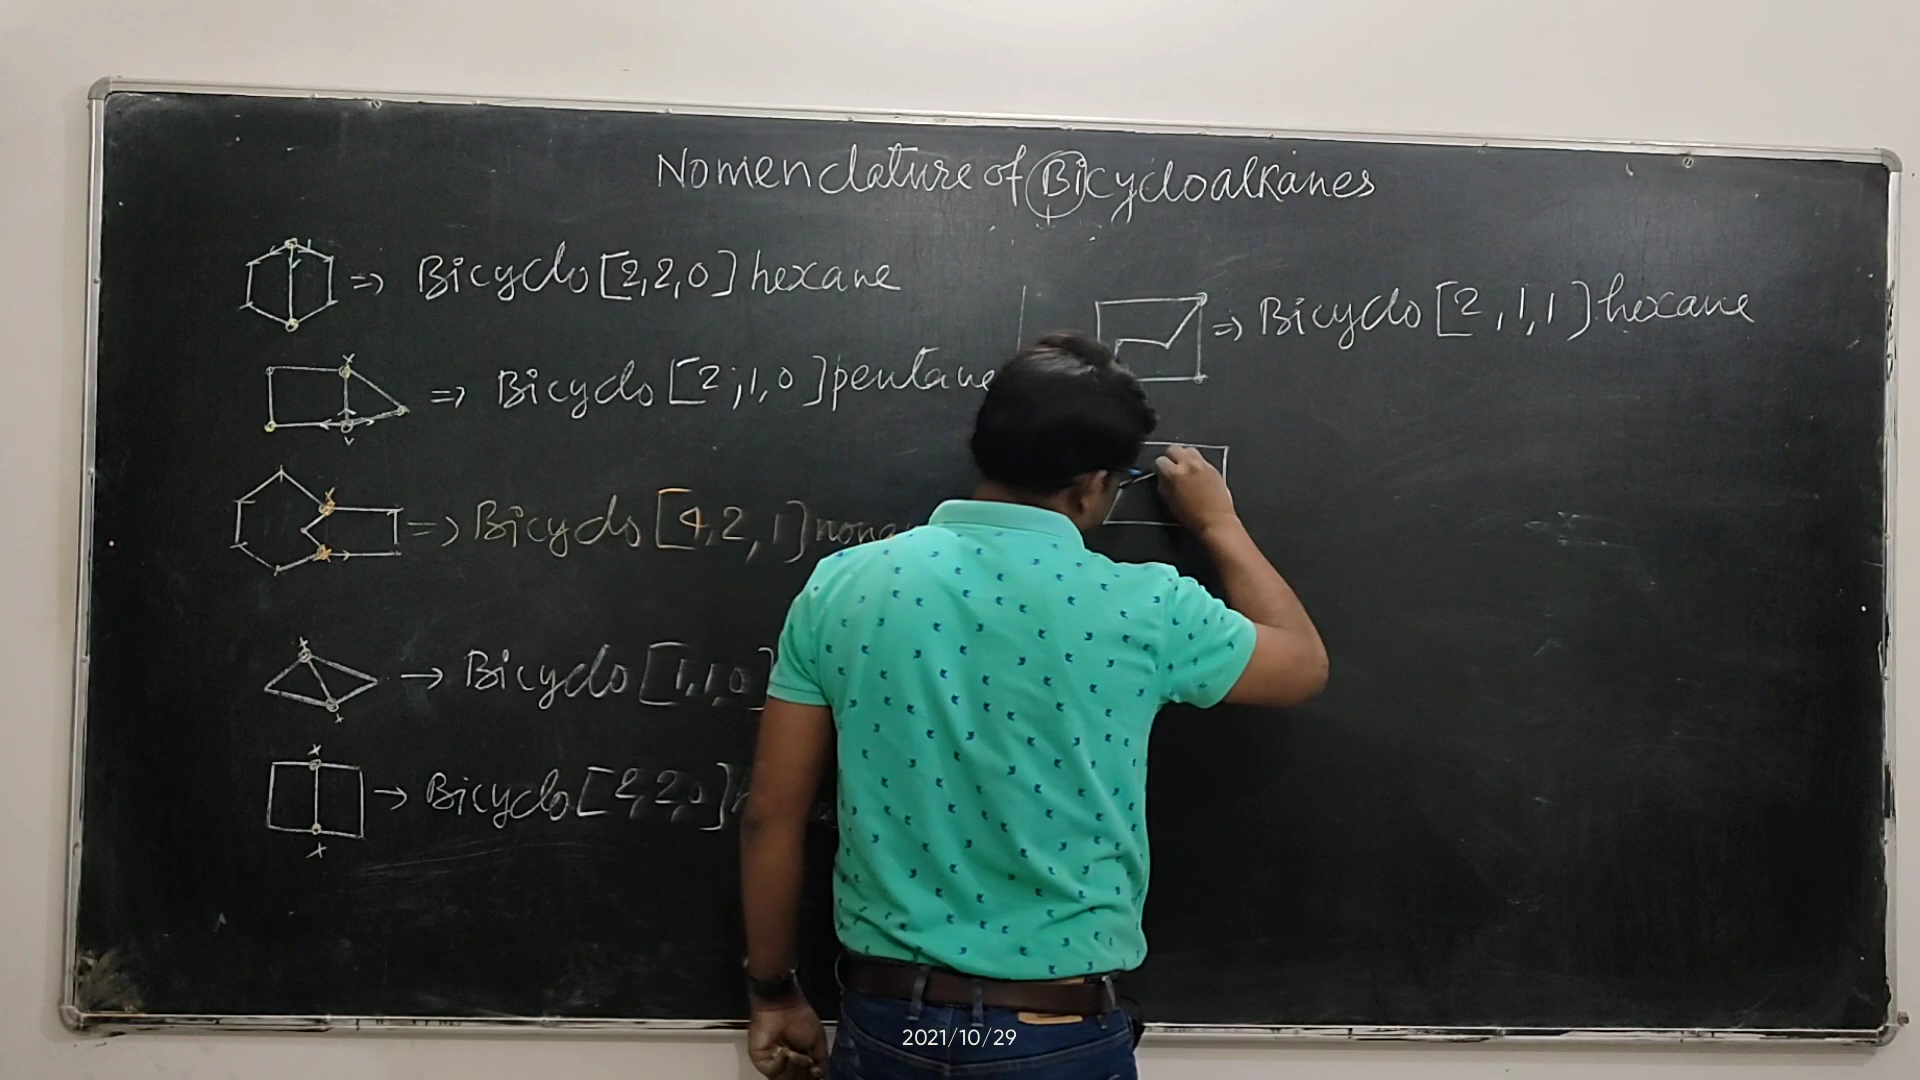 Nomenclature of Bicycloalkanes
=> Bicyclo [2,2,0] hexane
=> Bicyclo [2,1,0] pentane
=> Bicyclo [4,2,1] nona
→ Bicyclo [1,1,0]
→ Bicyclo [2,2,0] h
=> Bicyclo [2,1,1] hexane
2021/10/29